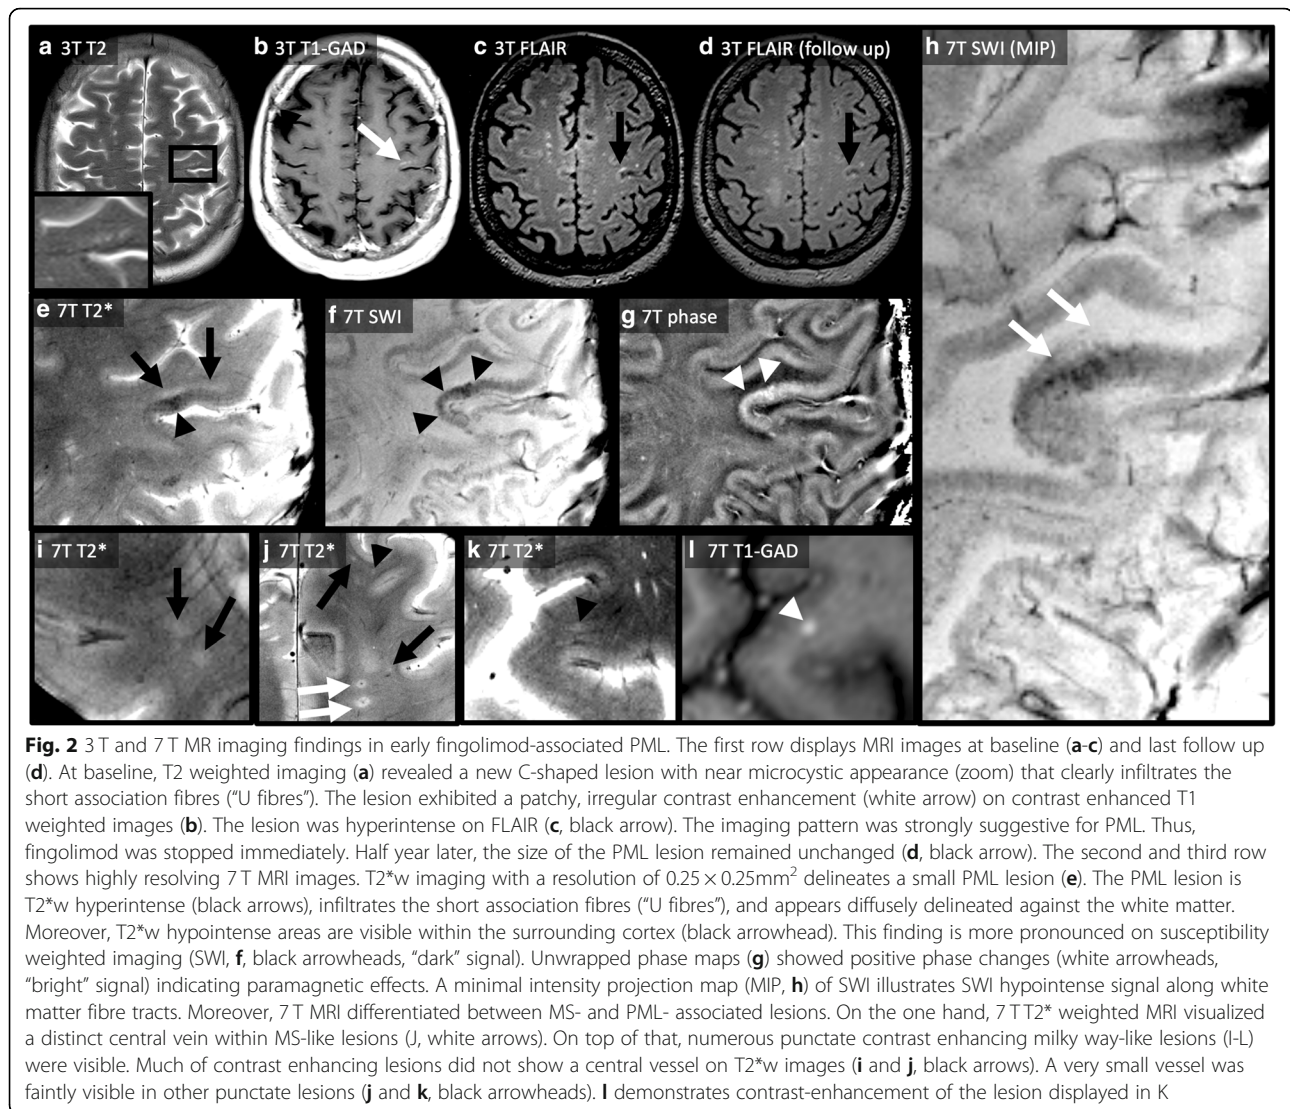 a 3T T2
b 3T T1-GAD
c 3T FLAIR
d 3T FLAIR (follow up)
h 7T SWI (MIP)
e 7T T2*
f 7T SWI
g 7T phase
i 7T T2*
j 7T T2*
k 7T T2*
l 7T T1-GAD
Fig. 2 3 T and 7 T MR imaging findings in early fingolimod-associated PML. The first row displays MRI images at baseline (a-c) and last follow up
(d). At baseline, T2 weighted imaging (a) revealed a new C-shaped lesion with near microcystic appearance (zoom) that clearly infiltrates the
short association fibres (“U fibres”). The lesion exhibited a patchy, irregular contrast enhancement (white arrow) on contrast enhanced T1
weighted images (b). The lesion was hyperintense on FLAIR (c, black arrow). The imaging pattern was strongly suggestive for PML. Thus,
fingolimod was stopped immediately. Half year later, the size of the PML lesion remained unchanged (d, black arrow). The second and third row
shows highly resolving 7 T MRI images. T2*w imaging with a resolution of 0.25 × 0.25mm² delineates a small PML lesion (e). The PML lesion is
T2*w hyperintense (black arrows), infiltrates the short association fibres (“U fibres”), and appears diffusely delineated against the white matter.
Moreover, T2*w hypointense areas are visible within the surrounding cortex (black arrowhead). This finding is more pronounced on susceptibility
weighted imaging (SWI, f, black arrowheads, “dark” signal). Unwrapped phase maps (g) showed positive phase changes (white arrowheads,
“bright” signal) indicating paramagnetic effects. A minimal intensity projection map (MIP, h) of SWI illustrates SWI hypointense signal along white
matter fibre tracts. Moreover, 7 T MRI differentiated between MS- and PML- associated lesions. On the one hand, 7 T T2* weighted MRI visualized
a distinct central vein within MS-like lesions (J, white arrows). On top of that, numerous punctate contrast enhancing milky way-like lesions (I-L)
were visible. Much of contrast enhancing lesions did not show a central vessel on T2*w images (i and j, black arrows). A very small vessel was
faintly visible in other punctate lesions (j and k, black arrowheads). l demonstrates contrast-enhancement of the lesion displayed in K